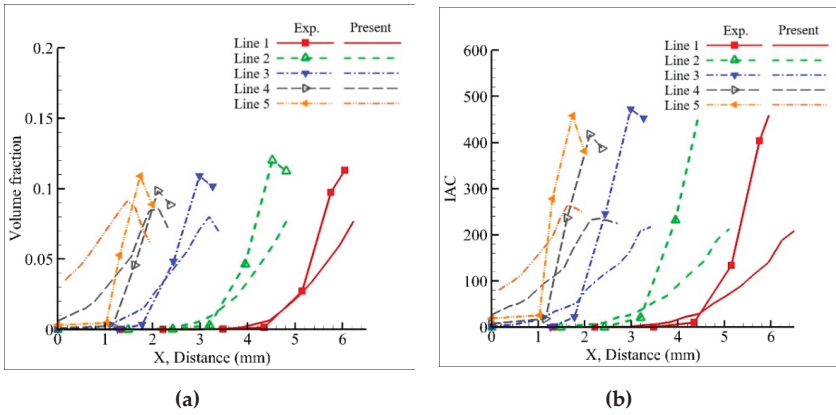 Exp. Present
Line 1
Line 2
Line 3
Line 4
Line 5
0.2
0.15
0.1
0.05
0
Volume fraction
0 1 2 3 4 5 6
X, Distance (mm)
(a)
Exp. Present
Line 1
Line 2
Line 3
Line 4
Line 5
600
500
400
300
200
100
0
IAC
0 1 2 3 4 5 6
X, Distance (mm)
(b)